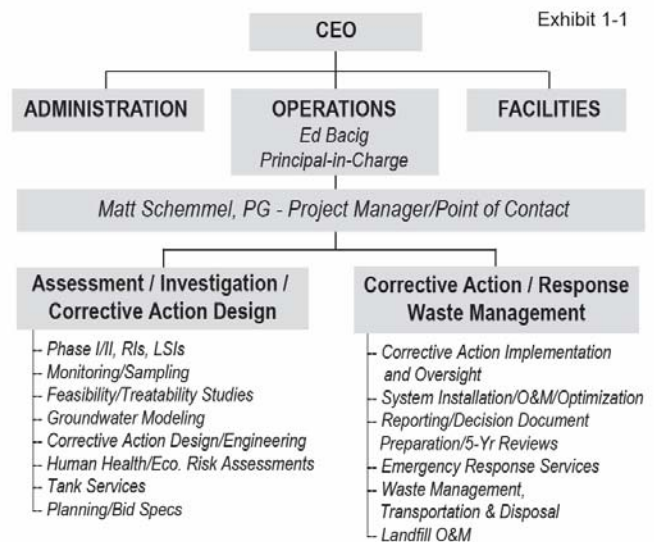 Exhibit 1-1
CEO
ADMINISTRATION
OPERATIONS
Ed Bacig
Principal-in-Charge
FACILITIES
Matt Schemmel, PG - Project Manager/Point of Contact
Assessment / Investigation /
Corrective Action Design
Phase I/II, RIs, LSIs
Monitoring/Sampling
Feasibility/Treatability Studies
Groundwater Modeling
Corrective Action Design/Engineering
Human Health/Eco. Risk Assessments
Tank Services
Planning/Bid Specs
Corrective Action / Response
Waste Management
Corrective Action Implementation
and Oversight
System Installation/O&M/Optimization
Reporting/Decision Document
Preparation/5-Yr Reviews
Emergency Response Services
Waste Management,
Transportation & Disposal
Landfill O&M